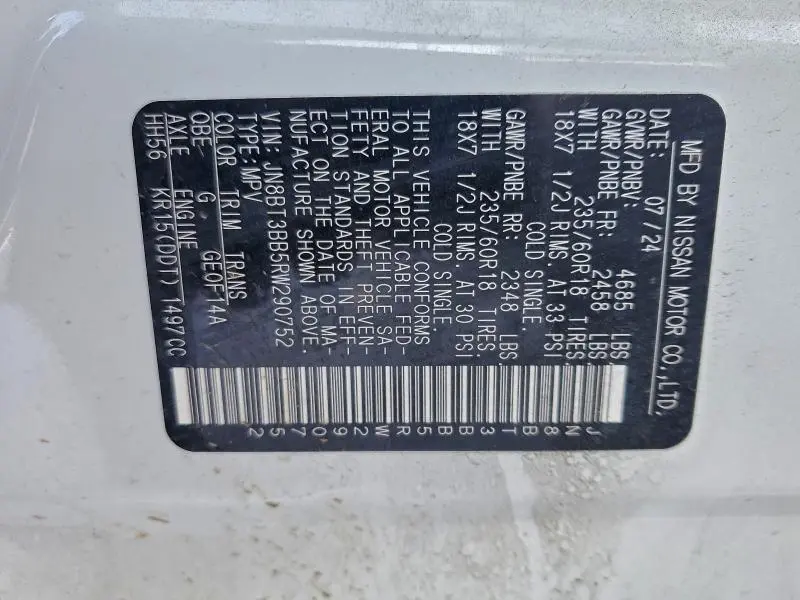 MFD BY NISSAN MOTOR CO.,LTD.
DATE: 07/24
GVWR/PNBV: 4685 LBS.
GAWR/PNBE FR: 2458 LBS.
WITH 235/60R18 TIRES.
18X7 1/2J RIMS. AT 33 PSI
COLD SINGLE.
GAWR/PNBE RR: 2348 LBS.
WITH 235/60R18 TIRES.
18X7 1/2J RIMS. AT 30 PSI
COLD SINGLE.
THIS VEHICLE CONFORMS
TO ALL APPLICABLE FED-
ERAL MOTOR VEHICLE SA-
FETY AND THEFT PREVEN-
TION STANDARDS IN EFF-
ECT ON THE DATE OF MA-
NUFACTURE SHOWN ABOVE.
VIN: JN8BT3BB5RW290752
TYPE: MPV
COLOR TRIM TRANS
QBE G GE0F14A
AXLE ENGINE
HH56 KR15(DDT) 1497CC
JN8BT3BB5RW290752